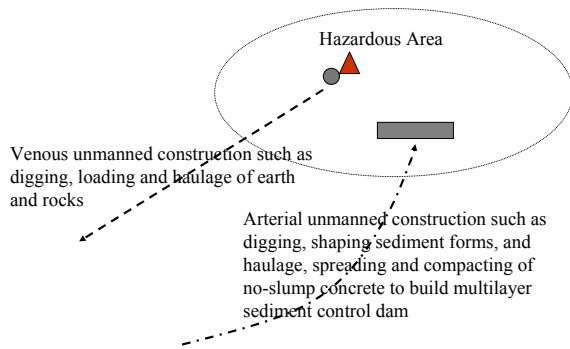 Hazardous Area
Venous unmanned construction such as
digging, loading and haulage of earth
and rocks
Arterial unmanned construction such as
digging, shaping sediment forms, and
haulage, spreading and compacting of
no-slump concrete to build multilayer
sediment control dam